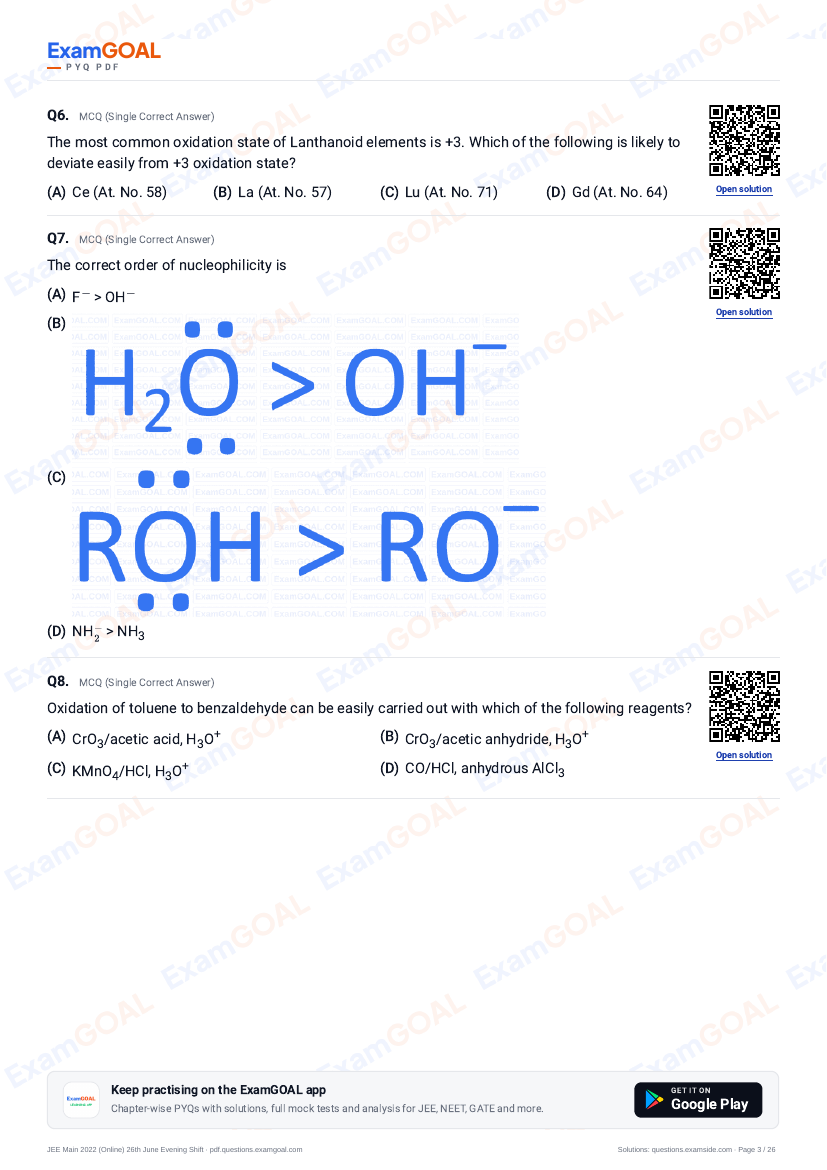 ExamGOAL
PYQ PDF
Q6. MCQ (Single Correct Answer)
The most common oxidation state of Lanthanoid elements is +3. Which of the following is likely to
deviate easily from +3 oxidation state?
(A) Ce (At. No. 58) (B) La (At. No. 57) (C) Lu (At. No. 71) (D) Gd (At. No. 64)
Open solution
Q7. MCQ (Single Correct Answer)
The correct order of nucleophilicity is
(A) F⁻ > OH⁻
Open solution
(B) H₂Ö̤ > OH⁻
(C) RÖ̤H > RO⁻
(D) NH₂⁻ > NH₃
Q8. MCQ (Single Correct Answer)
Oxidation of toluene to benzaldehyde can be easily carried out with which of the following reagents?
(A) CrO₃/acetic acid, H₃O⁺ (B) CrO₃/acetic anhydride, H₃O⁺
Open solution
(C) KMnO₄/HCl, H₃O⁺ (D) CO/HCl, anhydrous AlCl₃
Keep practising on the ExamGOAL app
Chapter-wise PYQs with solutions, full mock tests and analysis for JEE, NEET, GATE and more.
GET IT ON
Google Play
JEE Main 2022 (Online) 26th June Evening Shift · pdf.questions.examgoal.com Solutions: questions.examside.com · Page 3 / 26